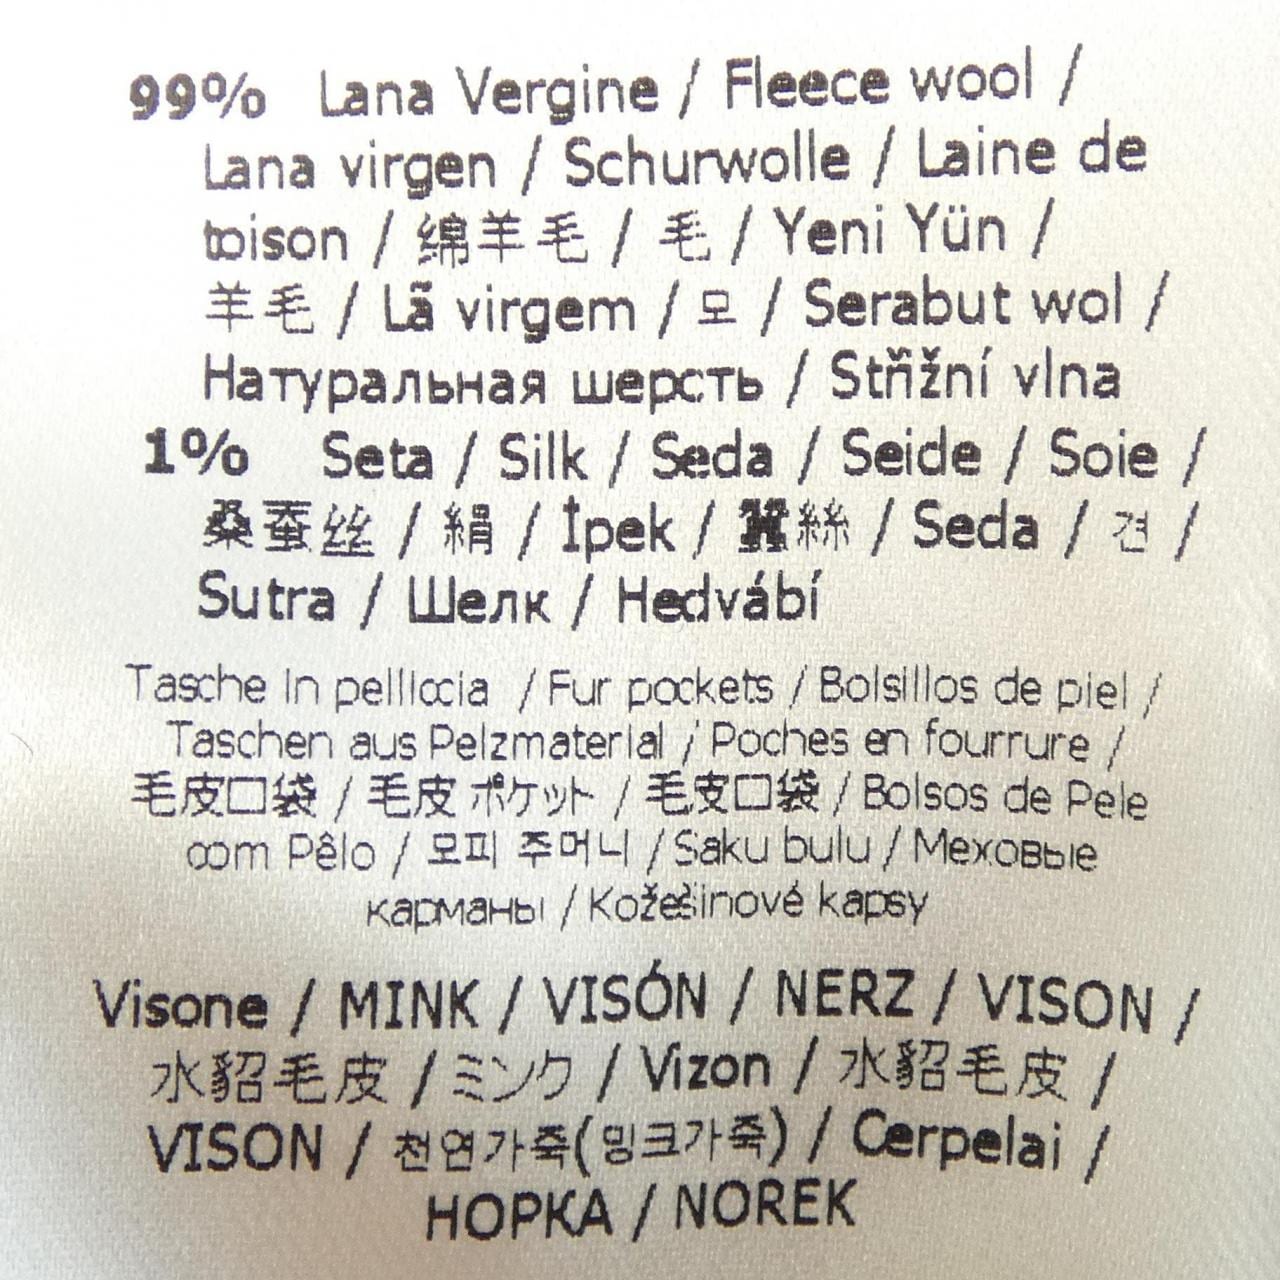 99% Lana Vergine / Fleece wool /
Lana virgen / Schurwolle / Laine de
toison / 绵羊毛 / 毛 / Yeni Yün /
羊毛 / Lã virgem / 모 / Serabut wol /
Натуральная шерсть / Střižní vlna
1% Seta / Silk / Seda / Seide / Soie /
桑蚕丝 / 絹 / İpek / 蠶絲 / Seda / 견 /
Sutra / Шелк / Hedvábí
Tasche in pelliccia / Fur pockets / Bolsillos de piel /
Taschen aus Pelzmaterial / Poches en fourrure /
毛皮口袋 / 毛皮 ポケット / 毛皮口袋 / Bolsos de Pele
com Pêlo / 모피 주머니 / Saku bulu / Меховые
карманы / Kožešinové kapsy
Visone / MINK / VISÓN / NERZ / VISON /
水貂毛皮 / ミンク / Vizon / 水貂毛皮 /
VISON / 천연가죽(밍크가죽) / Cerpelai /
НОРКА / NOREK